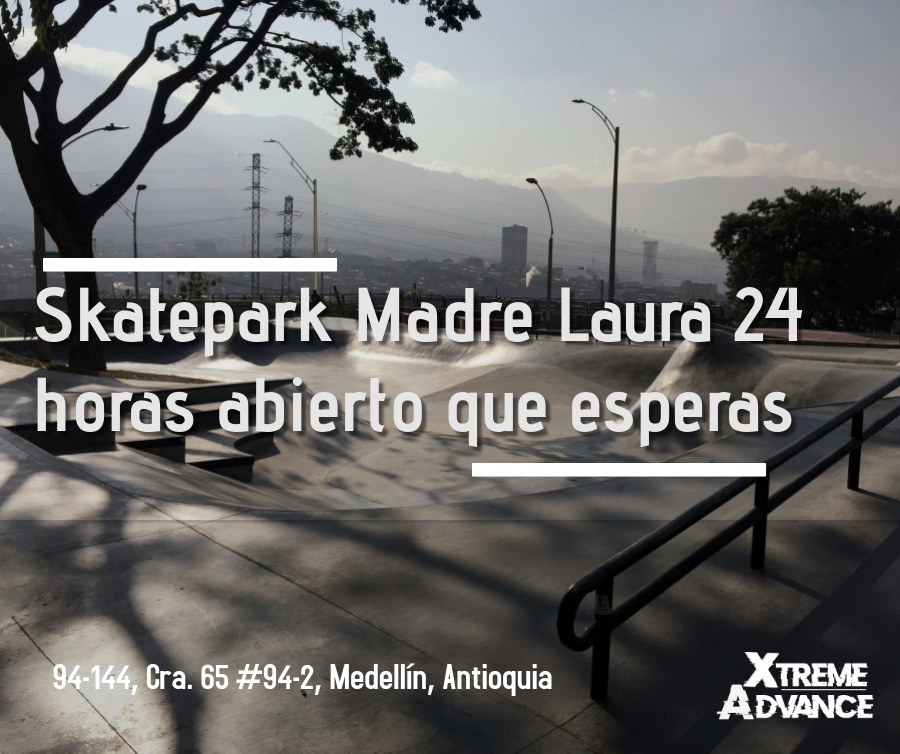 Skatepark Madre Laura 24
horas abierto que esperas
94-144, Cra. 65 #94-2, Medellín, Antioquia
XTREME
ADVANCE